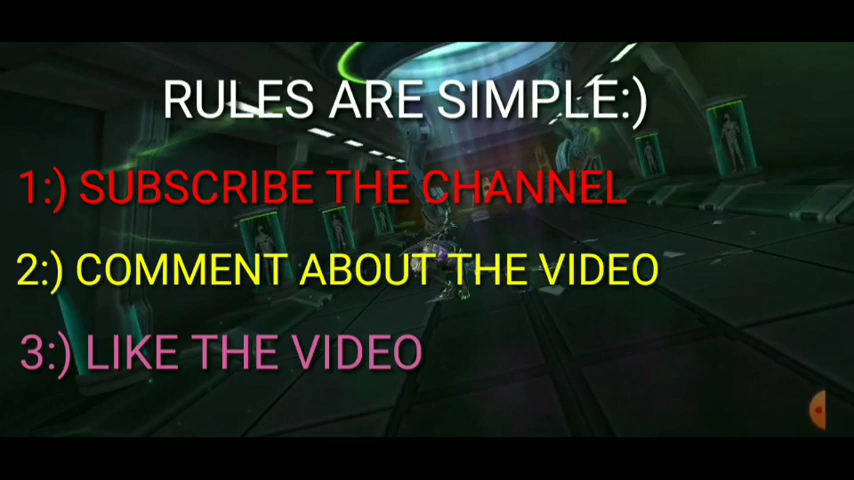 RULES ARE SIMPLE:)
1:) SUBSCRIBE THE CHANNEL
2:) COMMENT ABOUT THE VIDEO
3:) LIKE THE VIDEO